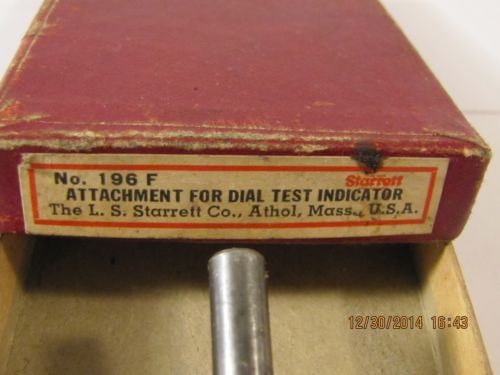 No. 196 F Starrett
ATTACHMENT FOR DIAL TEST INDICATOR
The L. S. Starrett Co., Athol, Mass., U.S.A.
12/30/2014 16:43